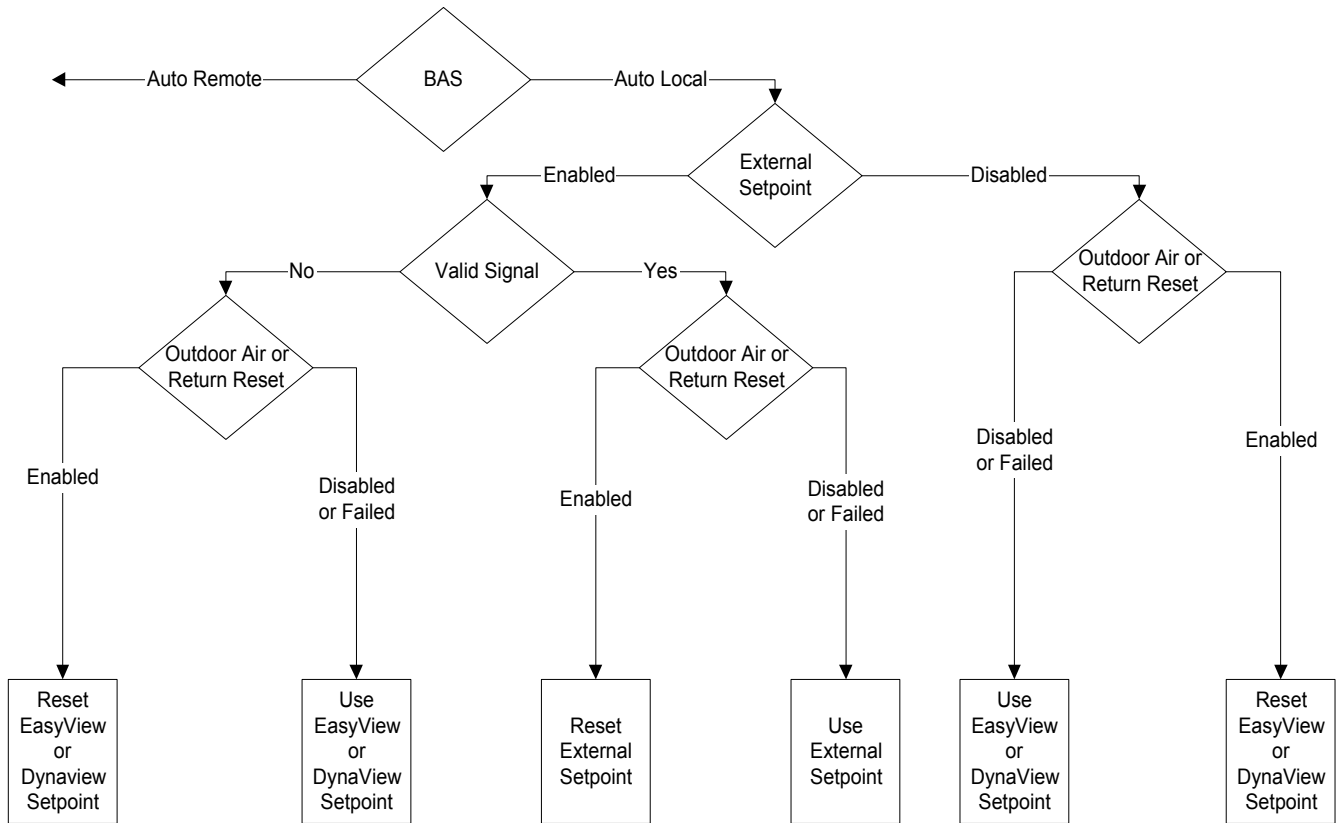 Auto Remote
BAS
Auto Local
External
Setpoint
Enabled
Disabled
Valid Signal
No
Yes
Outdoor Air or
Return Reset
Outdoor Air or
Return Reset
Outdoor Air or
Return Reset
Enabled
Disabled
or Failed
Enabled
Disabled
or Failed
Disabled
or Failed
Enabled
Reset
EasyView
or
Dynaview
Setpoint
Use
EasyView
or
DynaView
Setpoint
Reset
External
Setpoint
Use
External
Setpoint
Use
EasyView
or
DynaView
Setpoint
Reset
EasyView
or
DynaView
Setpoint